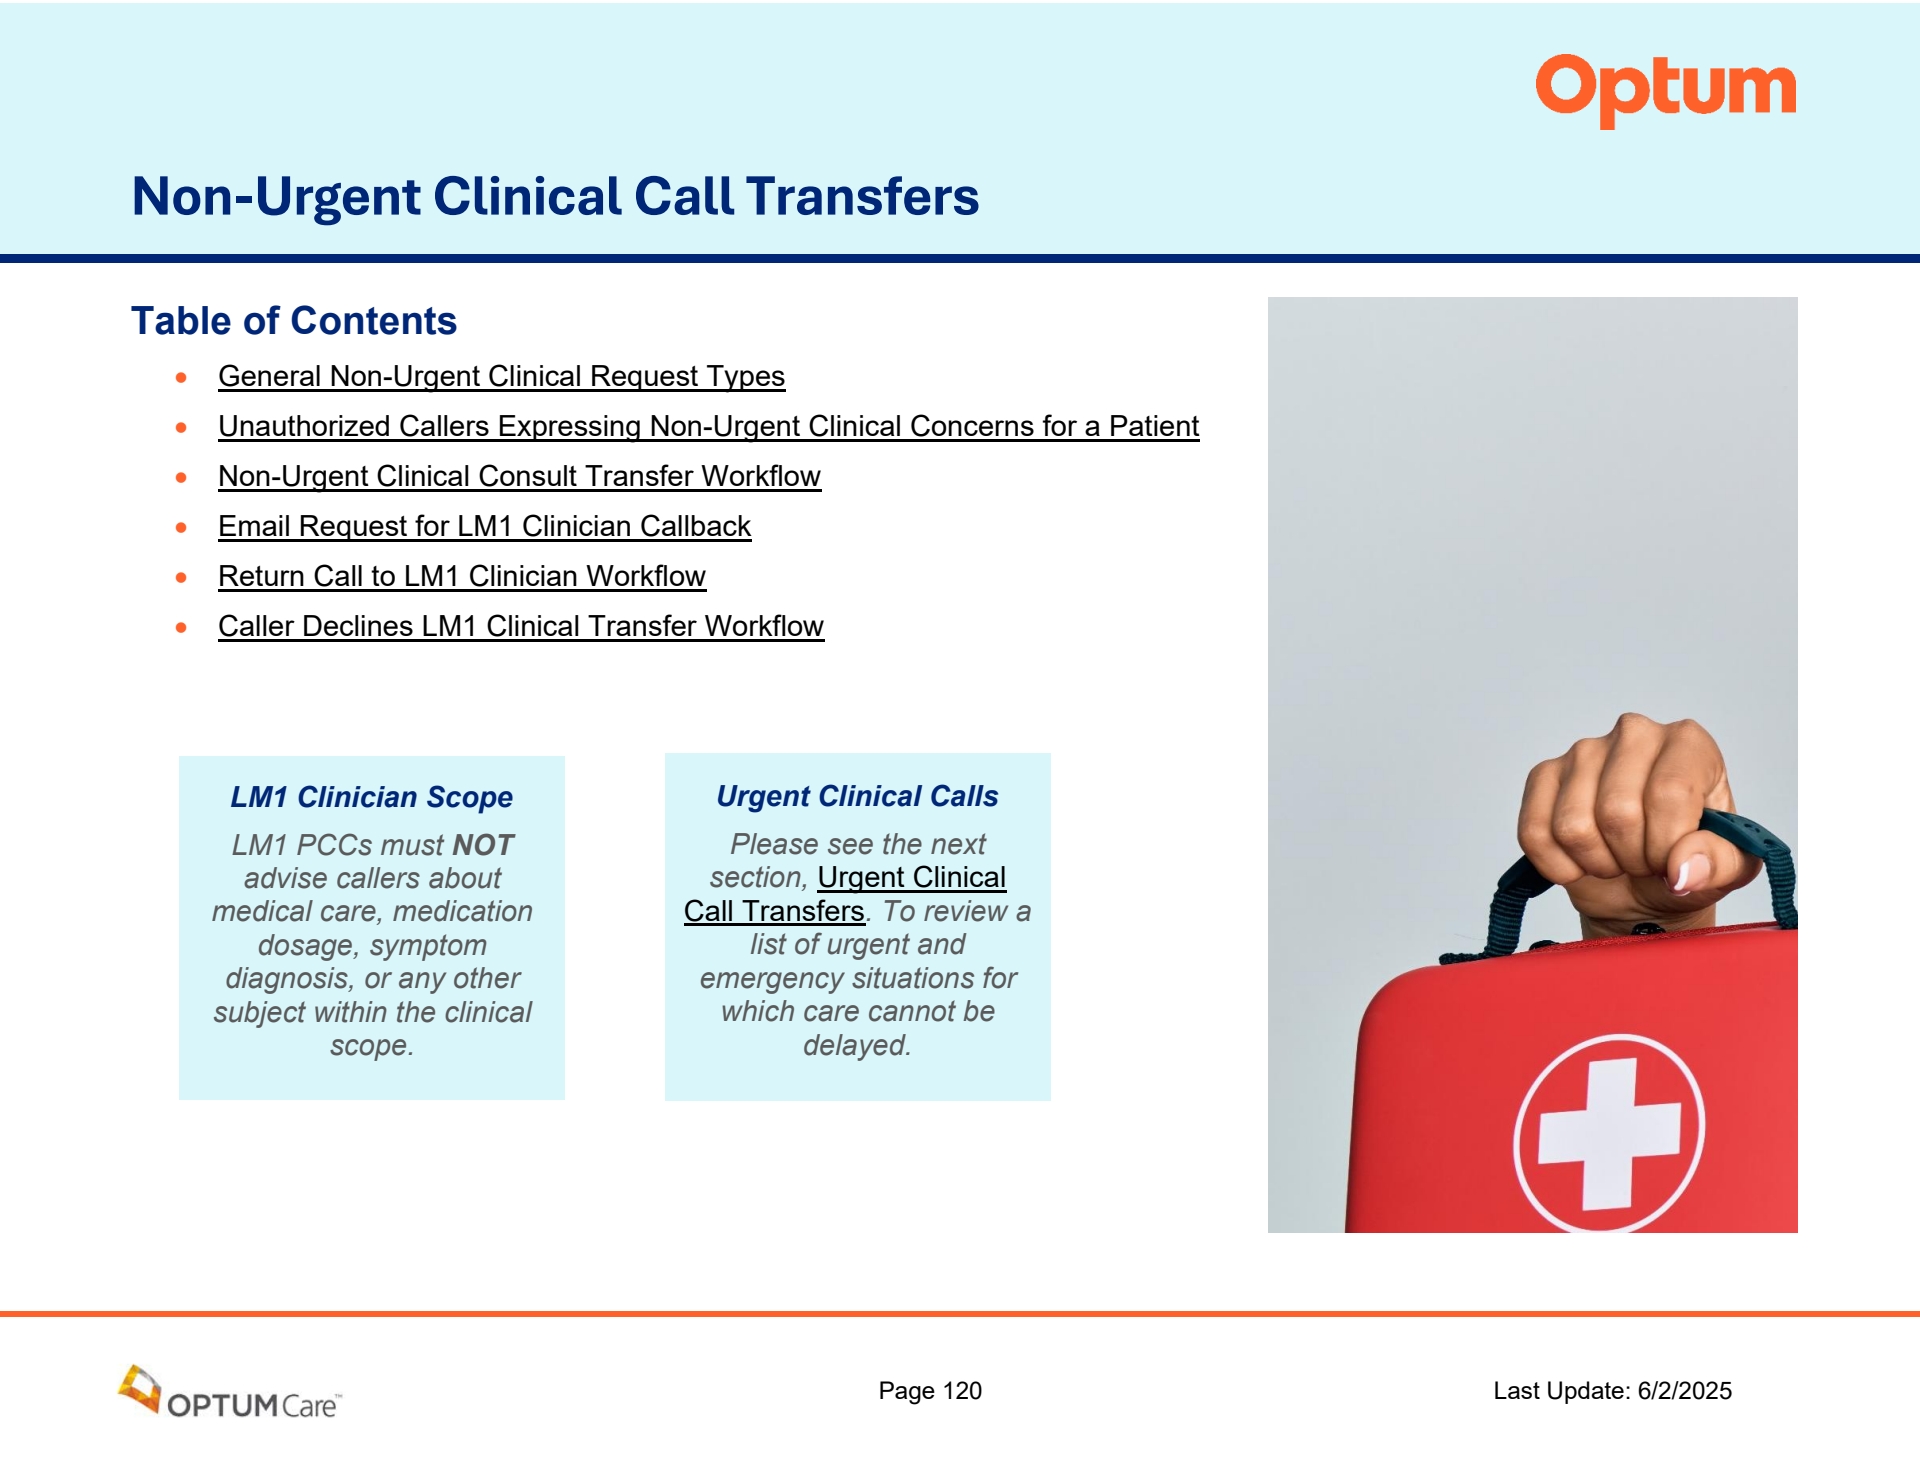 Optum
Non-Urgent Clinical Call Transfers
Table of Contents
General Non-Urgent Clinical Request Types
Unauthorized Callers Expressing Non-Urgent Clinical Concerns for a Patient
Non-Urgent Clinical Consult Transfer Workflow
Email Request for LM1 Clinician Callback
Return Call to LM1 Clinician Workflow
Caller Declines LM1 Clinical Transfer Workflow
LM1 Clinician Scope
LM1 PCCs must NOT
advise callers about
medical care, medication
dosage, symptom
diagnosis, or any other
subject within the clinical
scope.
Urgent Clinical Calls
Please see the next
section, Urgent Clinical
Call Transfers. To review a
list of urgent and
emergency situations for
which care cannot be
delayed.
OPTUMCare™
Page 120
Last Update: 6/2/2025